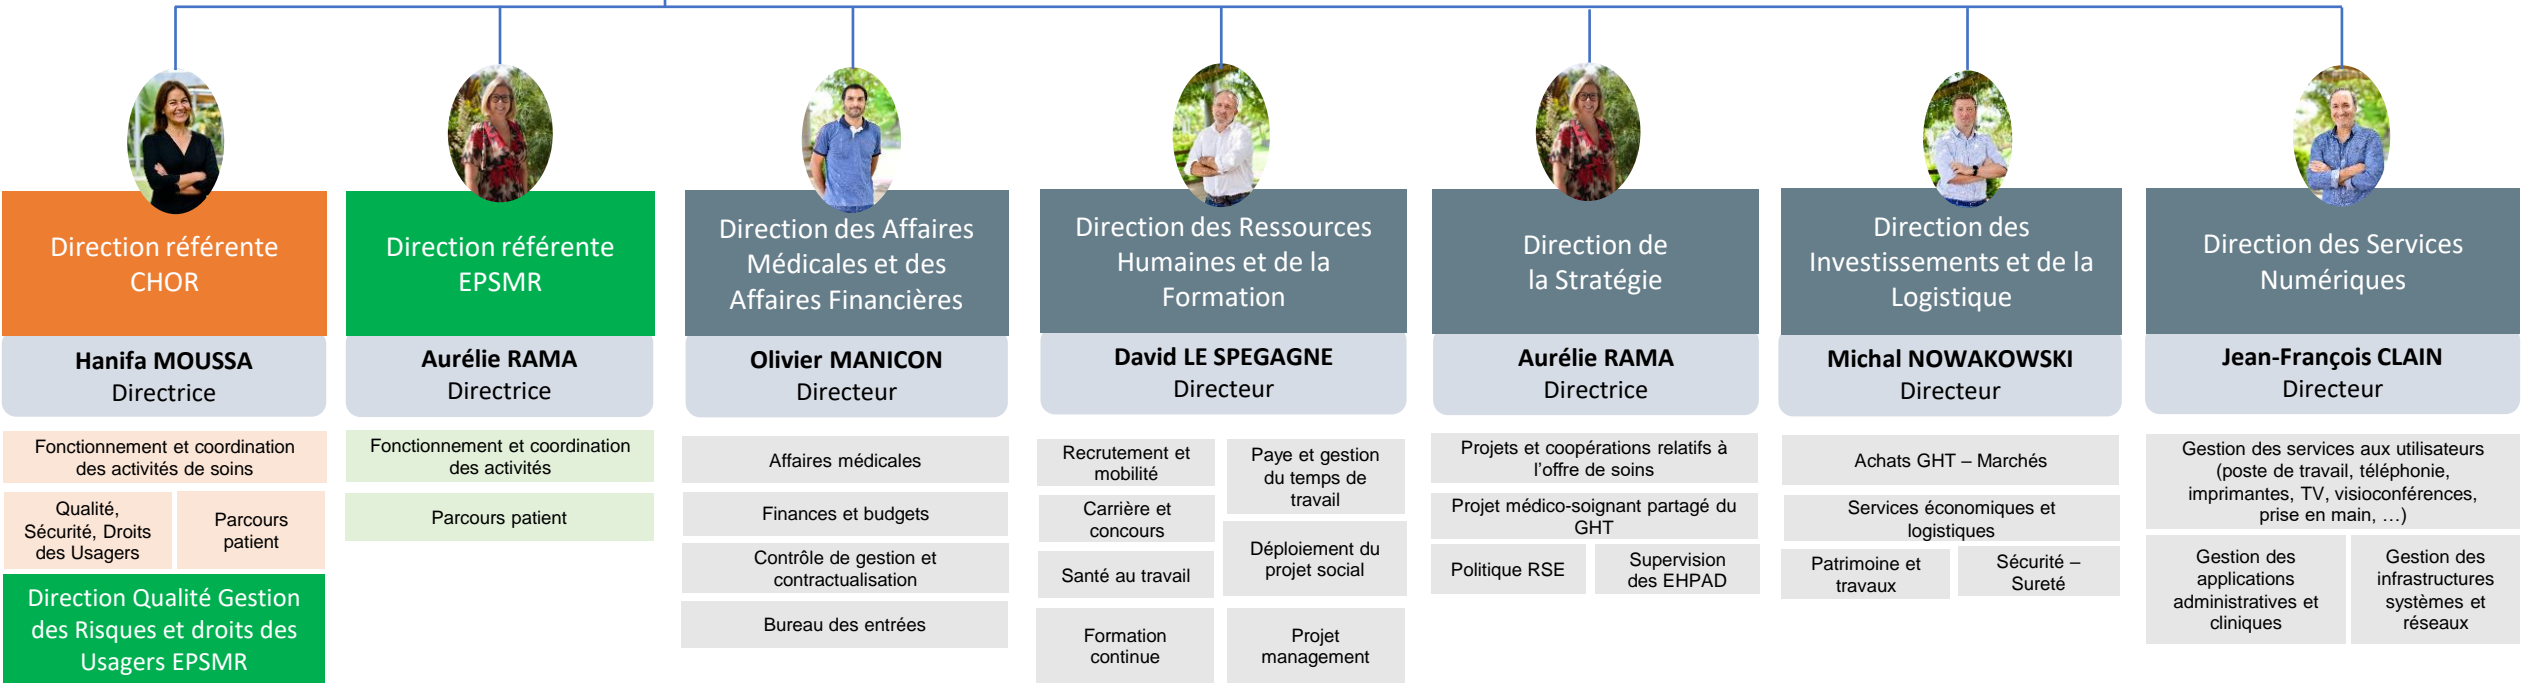 Direction référente
CHOR
Hanifa MOUSSA
Directrice
Fonctionnement et coordination
des activités de soins
Qualité,
Sécurité, Droits
des Usagers
Parcours
patient
Direction Qualité Gestion
des Risques et droits des
Usagers EPSMR
Direction référente
EPSMR
Aurélie RAMA
Directrice
Fonctionnement et coordination
des activités
Parcours patient
Direction des Affaires
Médicales et des
Affaires Financières
Olivier MANICON
Directeur
Affaires médicales
Finances et budgets
Contrôle de gestion et
contractualisation
Bureau des entrées
Direction des Ressources
Humaines et de la
Formation
David LE SPEGAGNE
Directeur
Recrutement et
mobilité
Carrière et
concours
Santé au travail
Formation
continue
Paye et gestion
du temps de
travail
Déploiement du
projet social
Projet
management
Direction de
la Stratégie
Aurélie RAMA
Directrice
Projets et coopérations relatifs à
l’offre de soins
Projet médico-soignant partagé du
GHT
Politique RSE
Supervision
des EHPAD
Direction des
Investissements et de la
Logistique
Michal NOWAKOWSKI
Directeur
Achats GHT – Marchés
Services économiques et
logistiques
Patrimoine et
travaux
Sécurité –
Sureté
Direction des Services
Numériques
Jean-François CLAIN
Directeur
Gestion des services aux utilisateurs
(poste de travail, téléphonie,
imprimantes, TV, visioconférences,
prise en main, …)
Gestion des
applications
administratives et
cliniques
Gestion des
infrastructures
systèmes et
réseaux